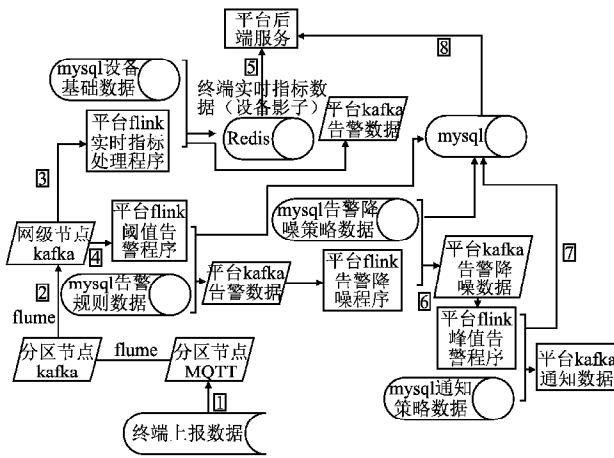 平台后
端服务
8
mysql设备
基础数据
5
终端实时指标数
据（设备影子）
平台kafka
告警数据
Redis
mysql
平台flink
实时指标
处理程序
3
网级节点
kafka
4
平台flink
阈值告
警程序
mysql告警降
噪策略数据
7
2
mysql告警
规则数据
平台kafka
告警数据
平台flink
告警降
噪程序
平台kafka
告警降
噪数据
6
flume
分区节点
kafka
flume
分区节点
MQTT
平台flink
峰值告
警程序
平台kafka
通知数据
mysql通知
策略数据
1
终端上报数据